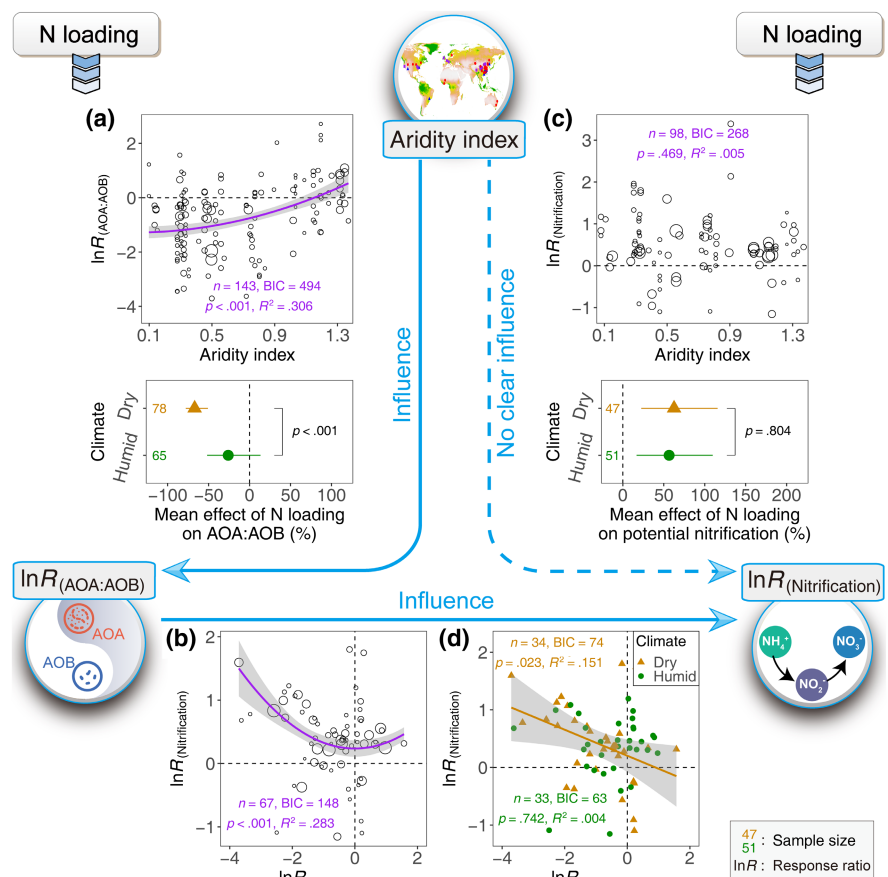 N loading
N loading
Aridity index
(a)
2
0
−2
−4
lnR(AOA:AOB)
n = 143, BIC = 494
p < .001, R² = .306
0.1 0.5 0.9 1.3
Aridity index
(c)
3
2
1
0
−1
lnR(Nitrification)
n = 98, BIC = 268
p = .469, R² = .005
0.1 0.5 0.9 1.3
Aridity index
Influence
No clear influence
Climate
Dry
Humid
78
65
p < .001
−100 −50 0 50 100
Mean effect of N loading
on AOA:AOB (%)
Climate
Dry
Humid
47
51
p = .804
0 50 100 150 200
Mean effect of N loading
on potential nitrification (%)
lnR(AOA:AOB)
AOA
AOB
Influence
lnR(Nitrification)
NH₄⁺
NO₂⁻
NO₃⁻
(b)
2
1
0
−1
lnR(Nitrification)
n = 67, BIC = 148
p < .001, R² = .283
−4 −2 0 2
lnR
(d)
2
1
0
−1
lnR(Nitrification)
n = 34, BIC = 74
p = .023, R² = .151
Climate
Dry
Humid
n = 33, BIC = 63
p = .742, R² = .004
−4 −2 0 2
lnR
47
51 : Sample size
lnR : Response ratio